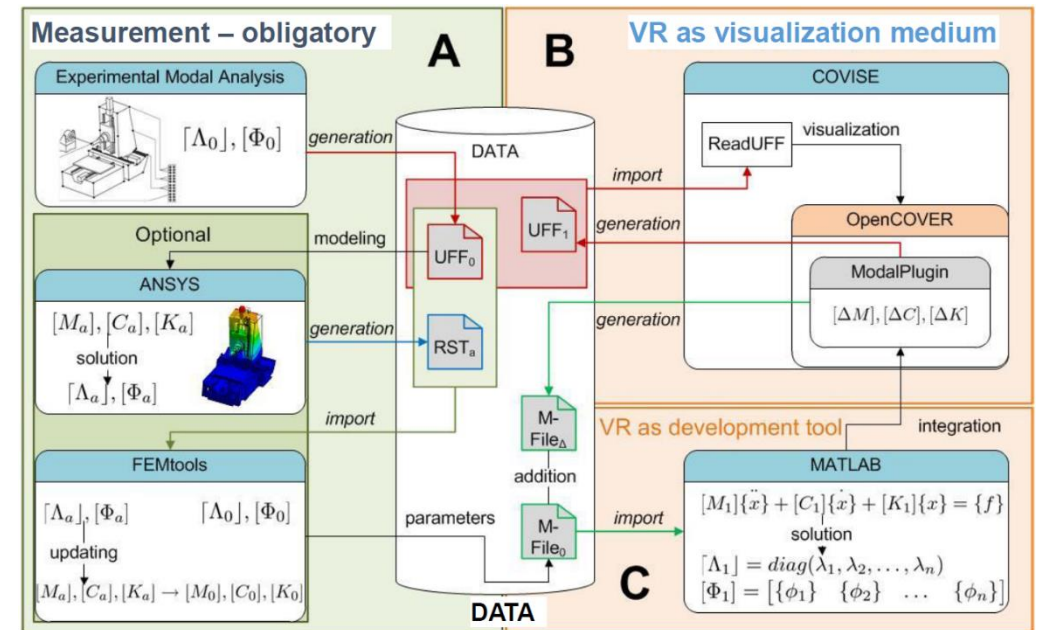 Measurement – obligatory
A
B
VR as visualization medium
Experimental Modal Analysis
⌈Λ₀⌋, [Φ₀]
generation
DATA
COVISE
ReadUFF
visualization
import
OpenCOVER
UFF₁
generation
ModalPlugin
[ΔM], [ΔC], [ΔK]
generation
Optional
modeling
UFF₀
ANSYS
[Mₐ], [Cₐ], [Kₐ]
solution
⌈Λₐ⌋, [Φₐ]
generation
RSTₐ
import
M-
FileΔ
addition
M-
File₀
VR as development tool
integration
FEMtools
⌈Λₐ⌋, [Φₐ]
⌈Λ₀⌋, [Φ₀]
updating
[Mₐ], [Cₐ], [Kₐ] → [M₀], [C₀], [K₀]
parameters
import
MATLAB
[M₁]{ẍ} + [C₁]{ẋ} + [K₁]{x} = {f}
solution
⌈Λ₁⌋ = diag(λ₁, λ₂, . . . , λₙ)
[Φ₁] = [{ϕ₁} {ϕ₂} . . . {ϕₙ}]
C
DATA